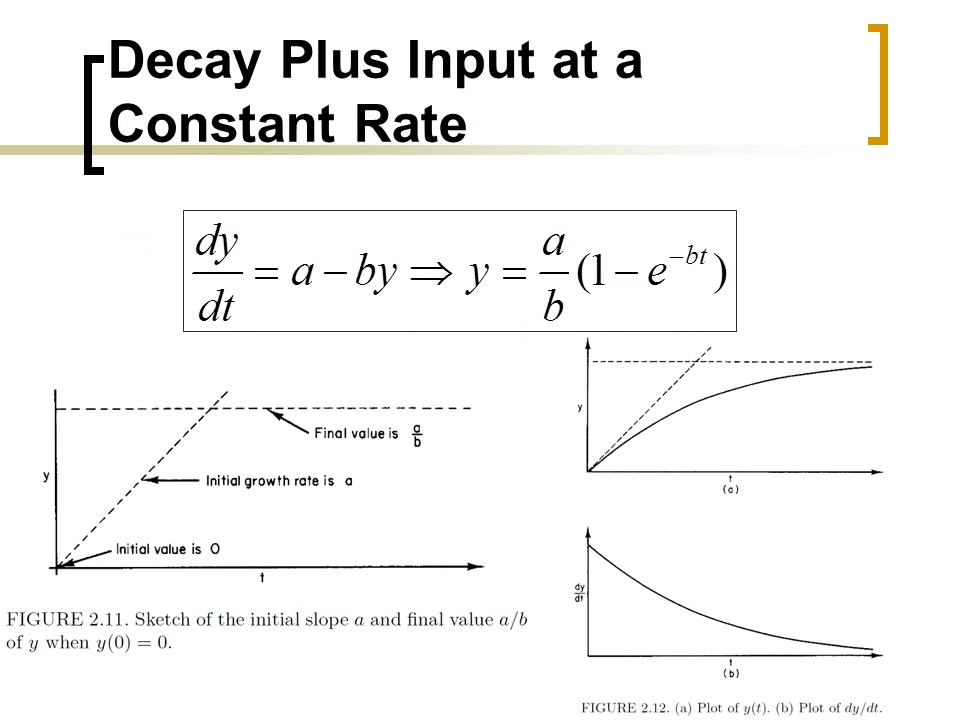 Decay Plus Input at a
Constant Rate
dy/dt = a − by ⇒ y = a/b (1 − e^−bt)
y
Final value is a/b
Initial growth rate is a
Initial value is 0
t
FIGURE 2.11. Sketch of the initial slope a and final value a/b
of y when y(0) = 0.
y
t
(a)
dy/dt
t
(b)
FIGURE 2.12. (a) Plot of y(t). (b) Plot of dy/dt.